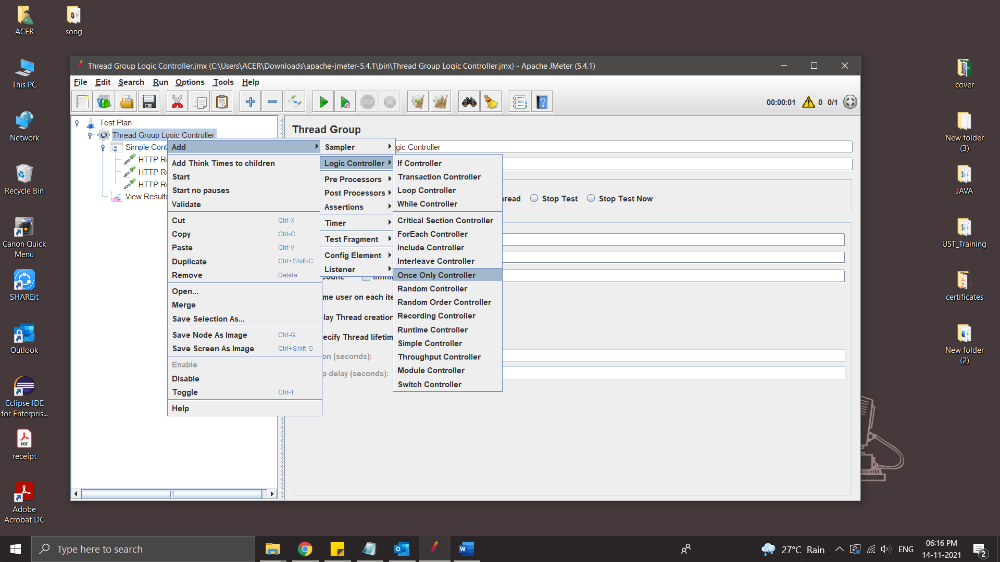 ACER
song
This PC
Network
Recycle Bin
Canon Quick
Menu
SHAREit
Outlook
Eclipse IDE
for Enterpris...
receipt
Adobe
Acrobat DC
Thread Group Logic Controller.jmx (C:\Users\ACER\Downloads\apache-jmeter-5.4.1\bin\Thread Group Logic Controller.jmx) - Apache JMeter (5.4.1)
File Edit Search Run Options Tools Help
STOP
00:00:01 0 0/1
Test Plan
Thread Group Logic Controller
Simple Cont
HTTP Re
HTTP Re
HTTP Re
View Results
Add
Add Think Times to children
Start
Start no pauses
Validate
Cut Ctrl-X
Copy Ctrl-C
Paste Ctrl-V
Duplicate Ctrl+Shift-C
Remove Delete
Open...
Merge
Save Selection As...
Save Node As Image Ctrl-G
Save Screen As Image Ctrl+Shift-G
Enable
Disable
Toggle Ctrl-T
Help
Sampler
Logic Controller
Pre Processors
Post Processors
Assertions
Timer
Test Fragment
Config Element
Listener
If Controller
Transaction Controller
Loop Controller
While Controller
Critical Section Controller
ForEach Controller
Include Controller
Interleave Controller
Once Only Controller
Random Controller
Random Order Controller
Recording Controller
Runtime Controller
Simple Controller
Throughput Controller
Module Controller
Switch Controller
Thread Group
gic Controller
hread Stop Test Stop Test Now
me user on each ite
lay Thread creation
ecify Thread lifetim
on (seconds):
p delay (seconds):
cover
New folder
(3)
JAVA
UST_Training
certificates
New folder
(2)
Type here to search
27°C Rain
ENG
06:16 PM
14-11-2021
2